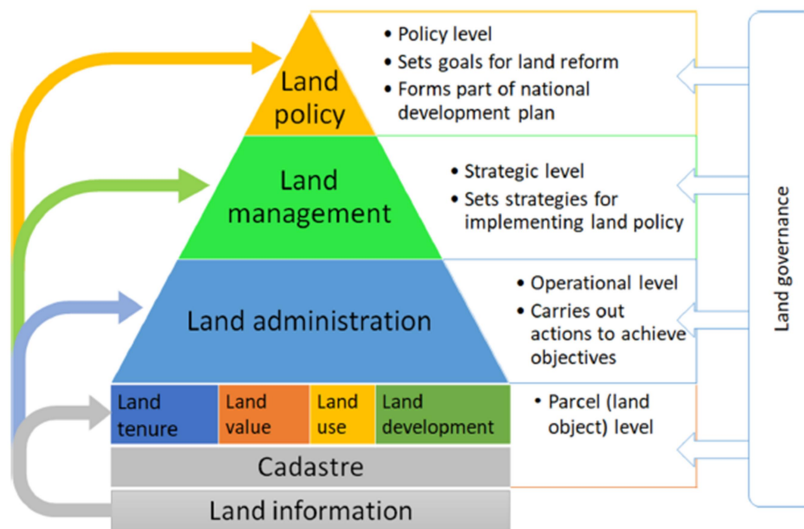 Land
policy
• Policy level
• Sets goals for land reform
• Forms part of national
development plan
Land
management
• Strategic level
• Sets strategies for
implementing land policy
Land administration
• Operational level
• Carries out
actions to achieve
objectives
Land
tenure
Land
value
Land
use
Land
development
• Parcel (land
object) level
Cadastre
Land information
Land governance